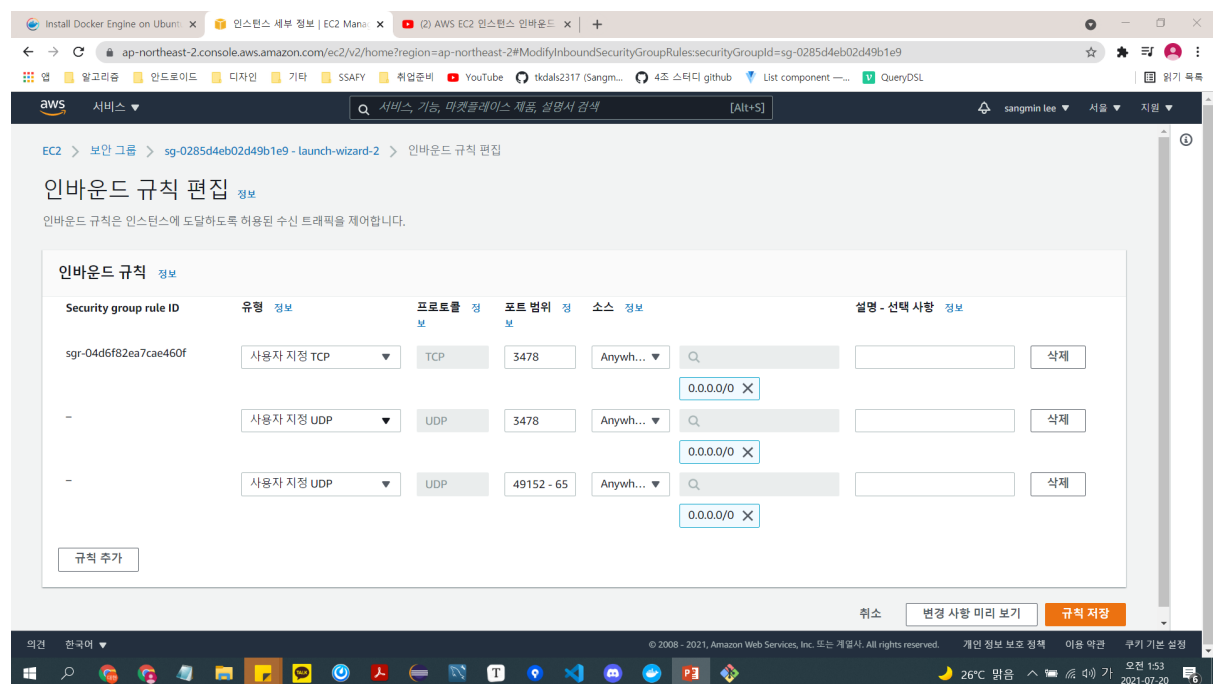 Install Docker Engine on Ubunt
인스턴스 세부 정보 | EC2 Manag
(2) AWS EC2 인스턴스 인바운드
ap-northeast-2.console.aws.amazon.com/ec2/v2/home?region=ap-northeast-2#ModifyInboundSecurityGroupRules:securityGroupId=sg-0285d4eb02d49b1e9
앱 알고리즘 안드로이드 디자인 기타 SSAFY 취업준비 YouTube tkdals2317 (Sangm... 4조 스터디 github List component —... QueryDSL 읽기 목록
aws 서비스 서비스, 기능, 마켓플레이스 제품, 설명서 검색 [Alt+S] sangmin lee 서울 지원
EC2 > 보안 그룹 > sg-0285d4eb02d49b1e9 - launch-wizard-2 > 인바운드 규칙 편집
인바운드 규칙 편집 정보
인바운드 규칙은 인스턴스에 도달하도록 허용된 수신 트래픽을 제어합니다.
인바운드 규칙 정보
Security group rule ID 유형 정보 프로토콜 정보 포트 범위 정보 소스 정보 설명 - 선택 사항 정보
sgr-04d6f82ea7cae460f 사용자 지정 TCP TCP 3478 Anywh... 삭제
0.0.0.0/0
– 사용자 지정 UDP UDP 3478 Anywh... 삭제
0.0.0.0/0
– 사용자 지정 UDP UDP 49152 - 65 Anywh... 삭제
0.0.0.0/0
규칙 추가
취소 변경 사항 미리 보기 규칙 저장
의견 한국어 © 2008 - 2021, Amazon Web Services, Inc. 또는 계열사. All rights reserved. 개인 정보 보호 정책 이용 약관 쿠키 기본 설정
TALK T 26°C 맑음 가 오전 1:53
2021-07-20 6